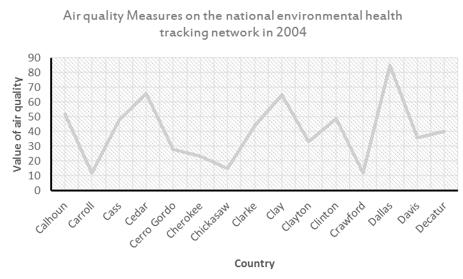 Air quality Measures on the national environmental health
tracking network in 2004
Value of air quality
90
80
70
60
50
40
30
20
10
0
Calhoun
Carroll
Cass
Cedar
Cerro Gordo
Cherokee
Chickasaw
Clarke
Clay
Clayton
Clinton
Crawford
Dallas
Davis
Decatur
Country